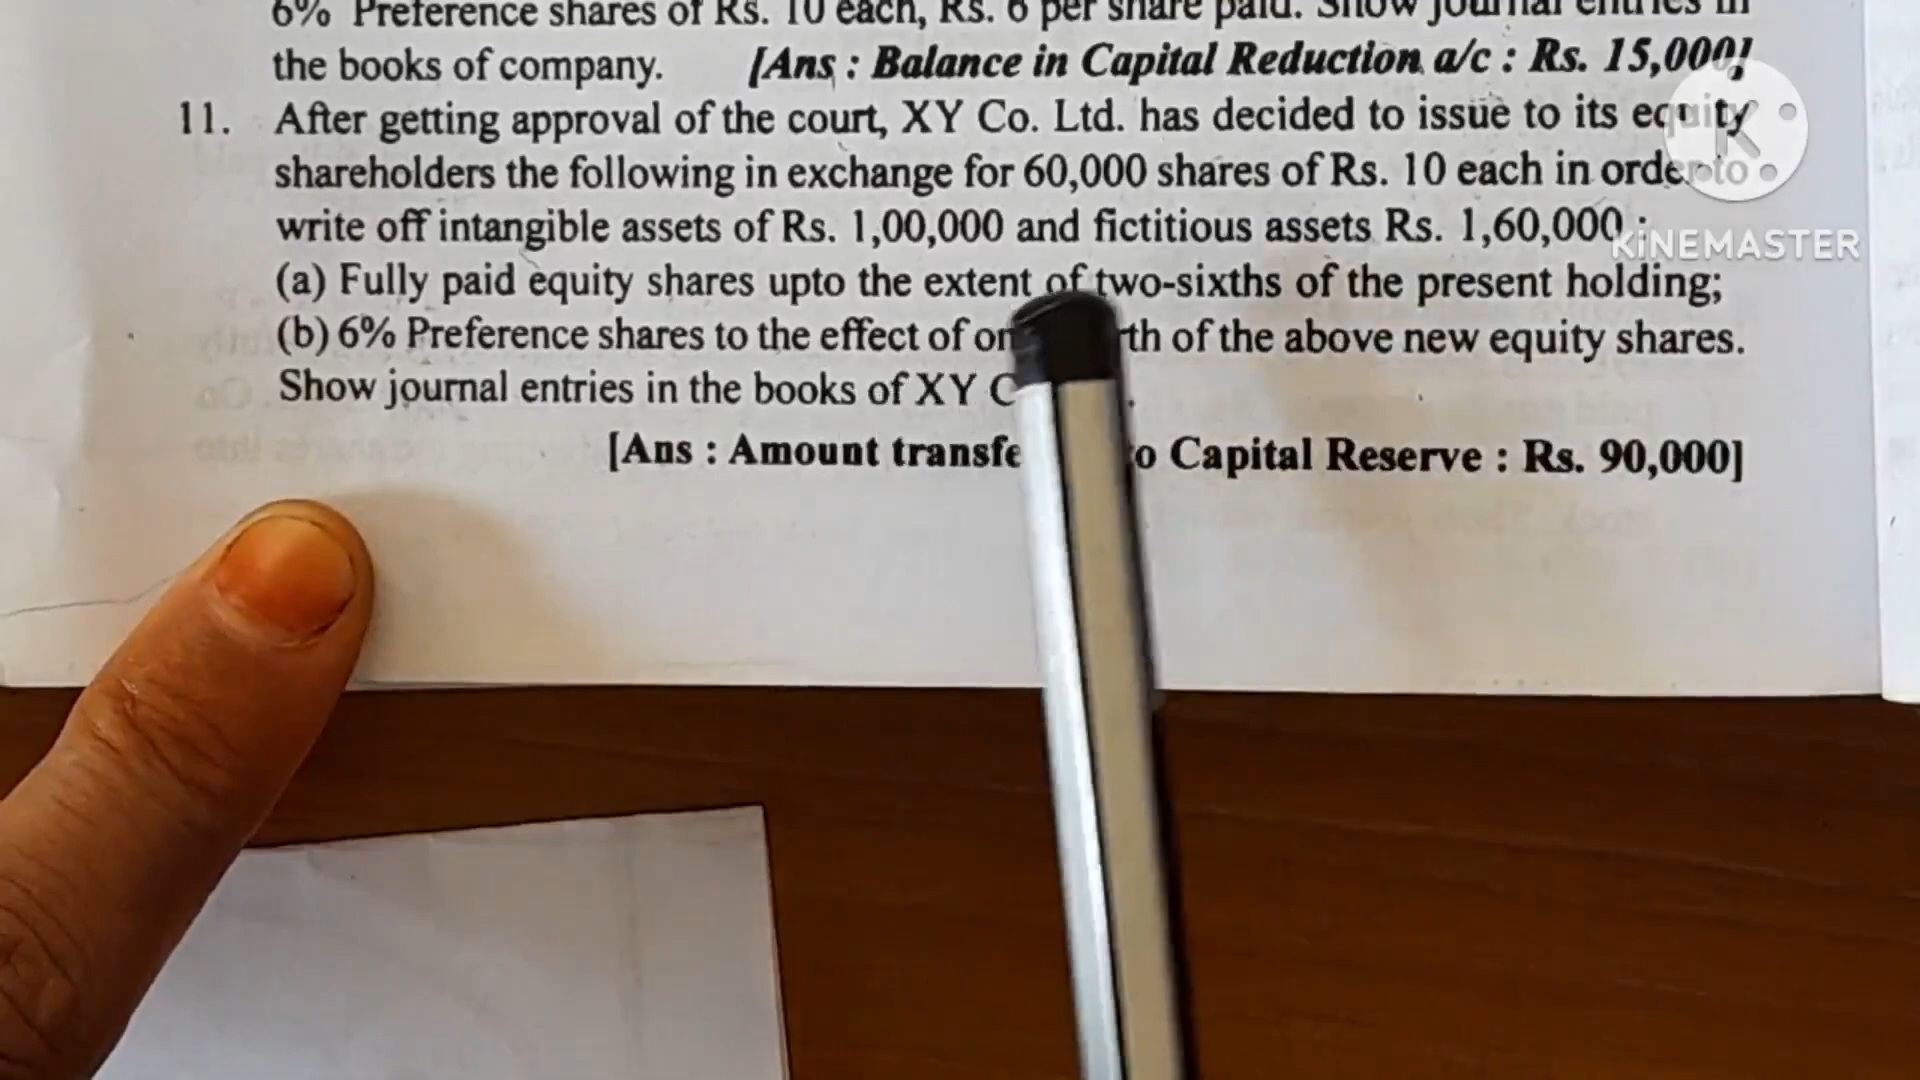 6% Preference shares of Rs. 10 each, Rs. 6 per share paid. Show journal entries in
the books of company. [Ans : Balance in Capital Reduction a/c : Rs. 15,000]
11. After getting approval of the court, XY Co. Ltd. has decided to issue to its equity
shareholders the following in exchange for 60,000 shares of Rs. 10 each in order to
write off intangible assets of Rs. 1,00,000 and fictitious assets Rs. 1,60,000 :
KINEMASTER
(a) Fully paid equity shares upto the extent of two-sixths of the present holding;
(b) 6% Preference shares to the effect of of the above new equity shares.
Show journal entries in the books of XY
[Ans : Amount Capital Reserve : Rs. 90,000]